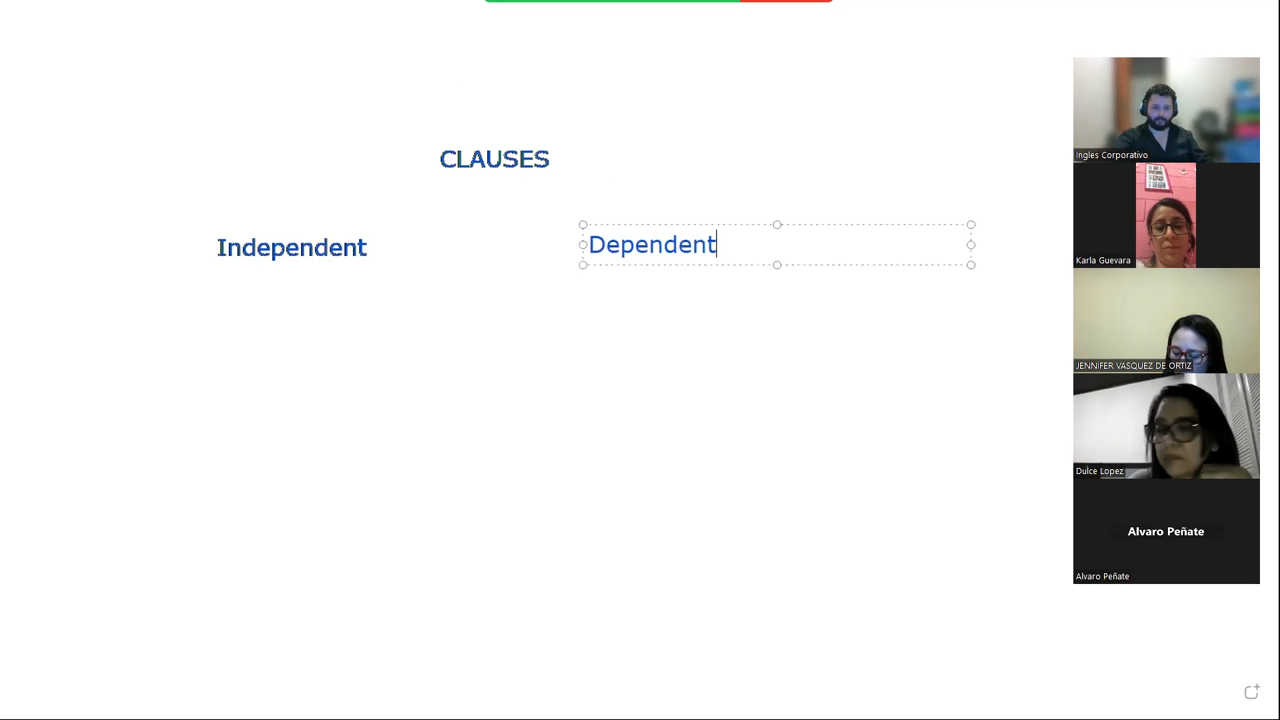 CLAUSES
Independent
Dependent
Ingles Corporativo
Karla Guevara
JENNIFER VASQUEZ DE ORTIZ
Dulce Lopez
Alvaro Peñate
Alvaro Peñate